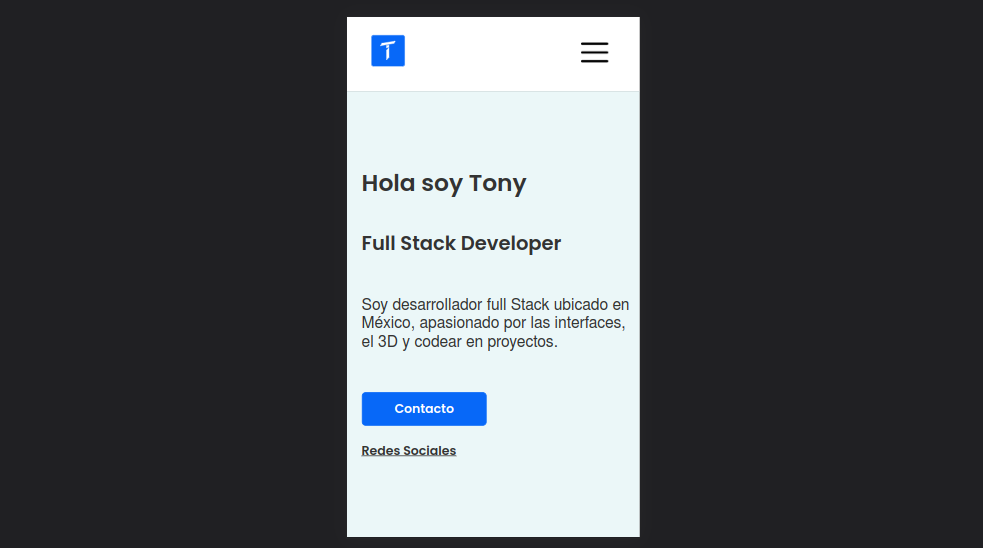 T
Hola soy Tony
Full Stack Developer
Soy desarrollador full Stack ubicado en
México, apasionado por las interfaces,
el 3D y codear en proyectos.
Contacto
Redes Sociales